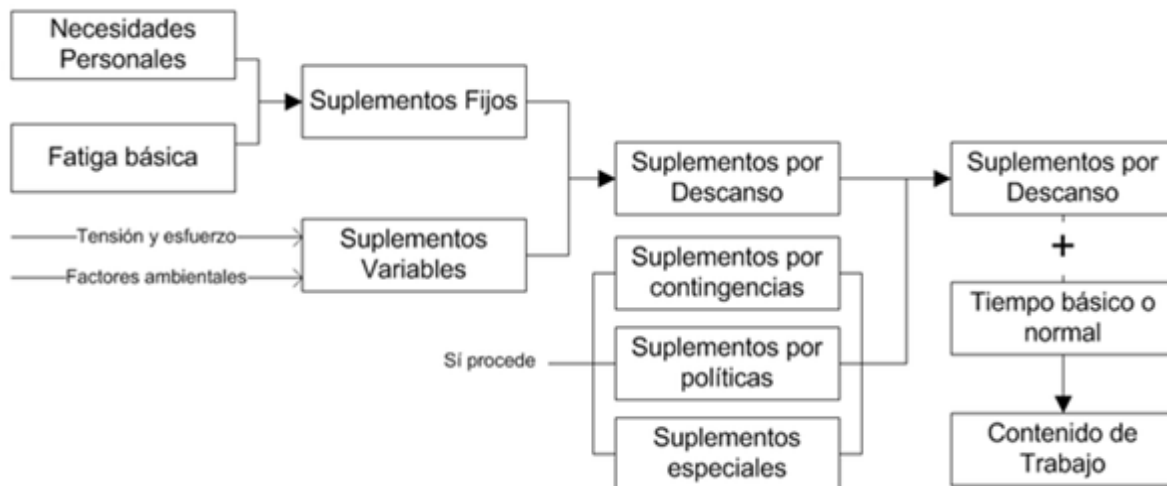 Necesidades
Personales
Fatiga básica
Tensión y esfuerzo
Factores ambientales
Suplementos Fijos
Suplementos
Variables
Suplementos por
Descanso
Suplementos por
contingencias
Sí procede
Suplementos por
políticas
Suplementos
especiales
Suplementos por
Descanso
+
Tiempo básico o
normal
Contenido de
Trabajo